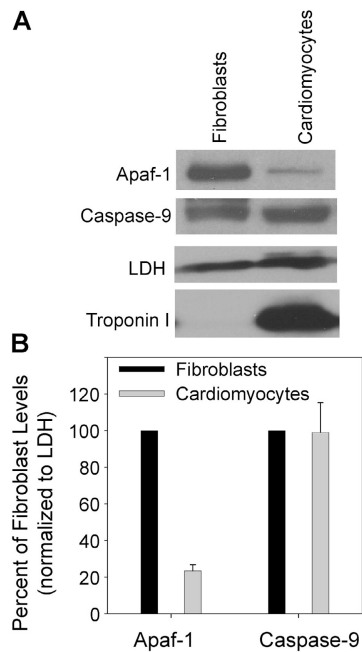 A
Fibroblasts
Cardiomyocytes
Apaf-1
Caspase-9
LDH
Troponin I
B
Fibroblasts
Cardiomyocytes
Percent of Fibroblast Levels
(normalized to LDH)
120
100
80
60
40
20
0
Apaf-1
Caspase-9